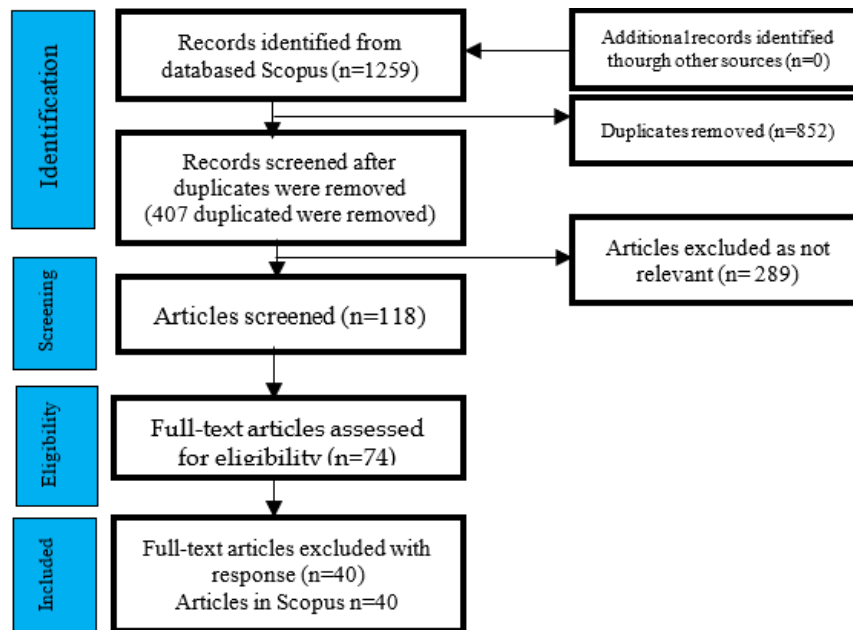 Identification
Records identified from
databased Scopus (n=1259)
Additional records identified
thourgh other sources (n=0)
Duplicates removed (n=852)
Records screened after
duplicates were removed
(407 duplicated were removed)
Articles excluded as not
relevant (n= 289)
Screening
Articles screened (n=118)
Eligibility
Full-text articles assessed
for eligibility (n=74)
Included
Full-text articles excluded with
response (n=40)
Articles in Scopus n=40